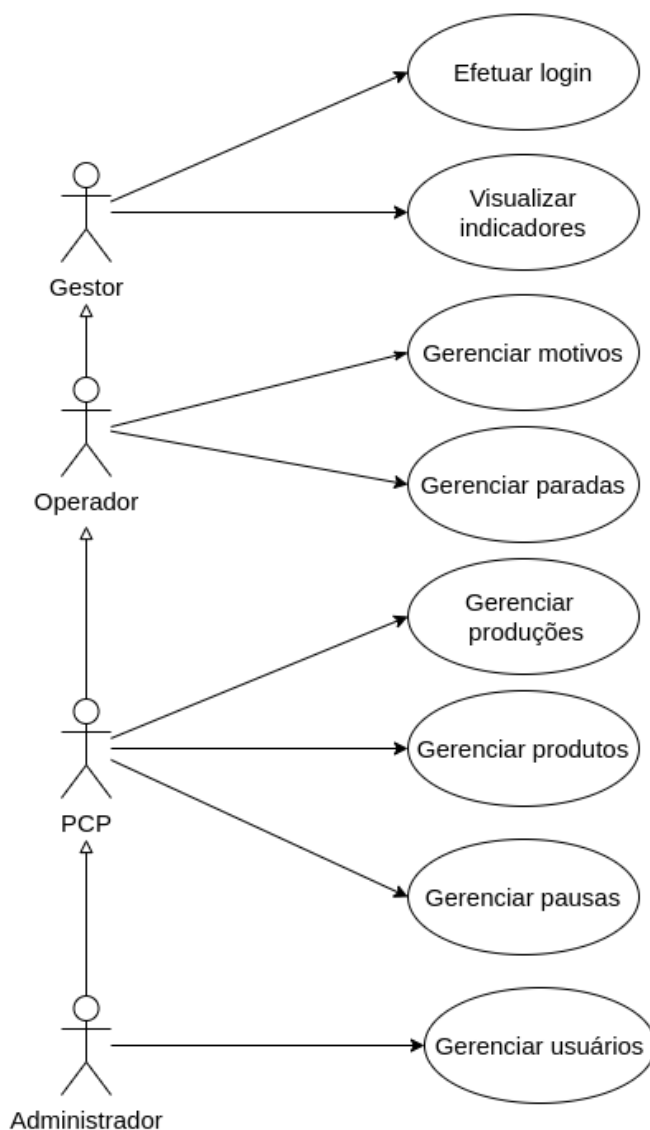 Efetuar login
Visualizar
indicadores
Gestor
Gerenciar motivos
Gerenciar paradas
Operador
Gerenciar
produções
Gerenciar produtos
PCP
Gerenciar pausas
Gerenciar usuários
Administrador